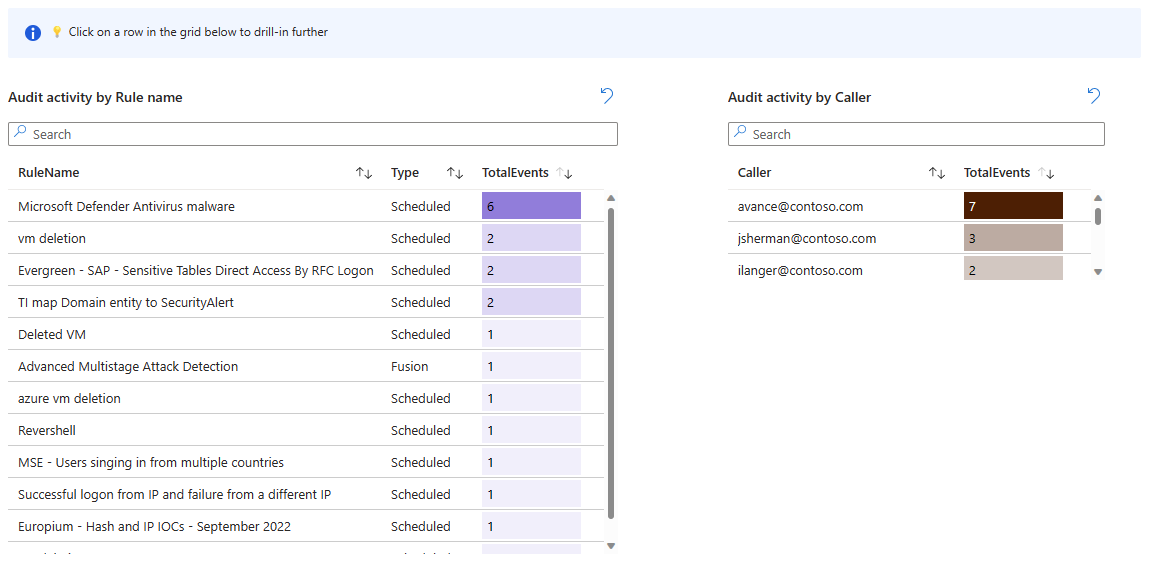 Click on a row in the grid below to drill-in further
Audit activity by Rule name
Search
RuleName Type TotalEvents
Microsoft Defender Antivirus malware Scheduled 6
vm deletion Scheduled 2
Evergreen - SAP - Sensitive Tables Direct Access By RFC Logon Scheduled 2
TI map Domain entity to SecurityAlert Scheduled 2
Deleted VM Scheduled 1
Advanced Multistage Attack Detection Fusion 1
azure vm deletion Scheduled 1
Revershell Scheduled 1
MSE - Users singing in from multiple countries Scheduled 1
Successful logon from IP and failure from a different IP Scheduled 1
Europium - Hash and IP IOCs - September 2022 Scheduled 1
Audit activity by Caller
Search
Caller TotalEvents
avance@contoso.com 7
jsherman@contoso.com 3
ilanger@contoso.com 2